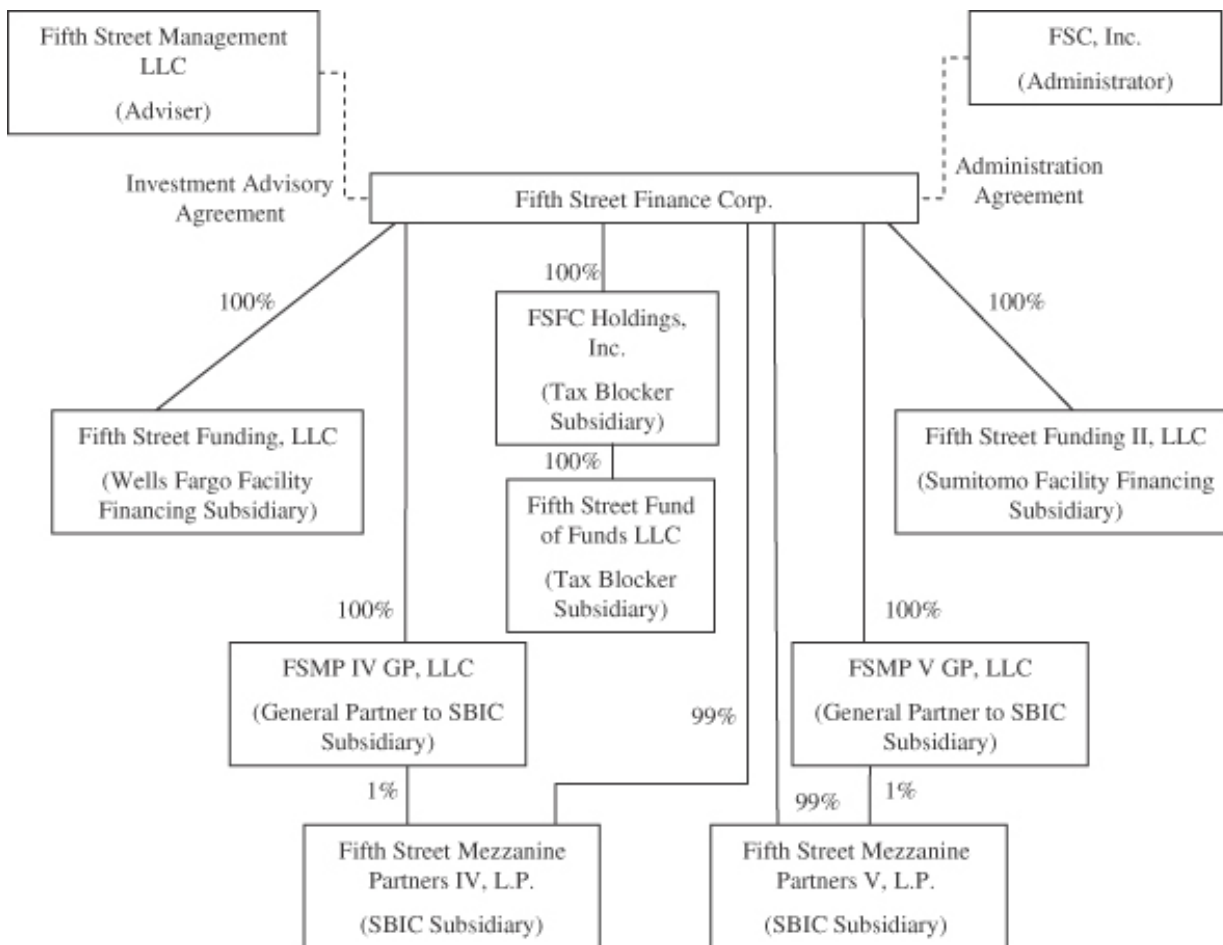 Fifth Street Management
LLC
(Adviser)
FSC, Inc.
(Administrator)
Investment Advisory
Agreement
Administration
Agreement
Fifth Street Finance Corp.
100%
100%
100%
FSFC Holdings,
Inc.
(Tax Blocker
Subsidiary)
Fifth Street Funding, LLC
(Wells Fargo Facility
Financing Subsidiary)
100%
Fifth Street Fund
of Funds LLC
(Tax Blocker
Subsidiary)
Fifth Street Funding II, LLC
(Sumitomo Facility Financing
Subsidiary)
100%
100%
FSMP IV GP, LLC
(General Partner to SBIC
Subsidiary)
99%
FSMP V GP, LLC
(General Partner to SBIC
Subsidiary)
1%
99%
1%
Fifth Street Mezzanine
Partners IV, L.P.
(SBIC Subsidiary)
Fifth Street Mezzanine
Partners V, L.P.
(SBIC Subsidiary)